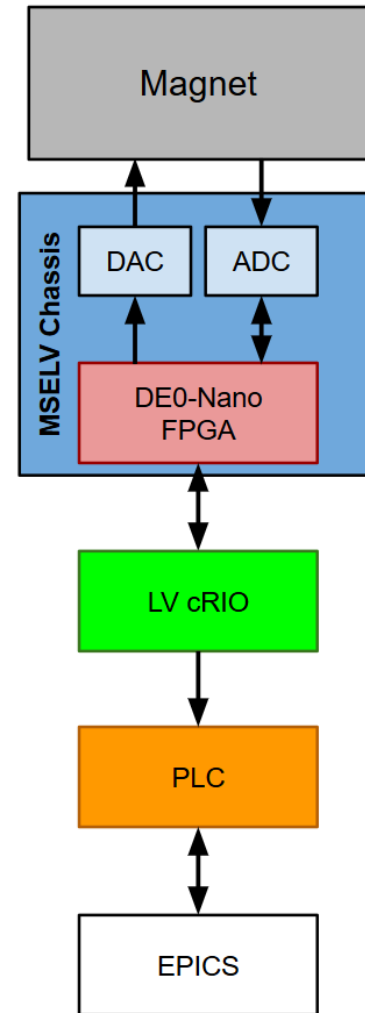 Magnet
MSELV Chassis
DAC
ADC
DE0-Nano
FPGA
LV cRIO
PLC
EPICS